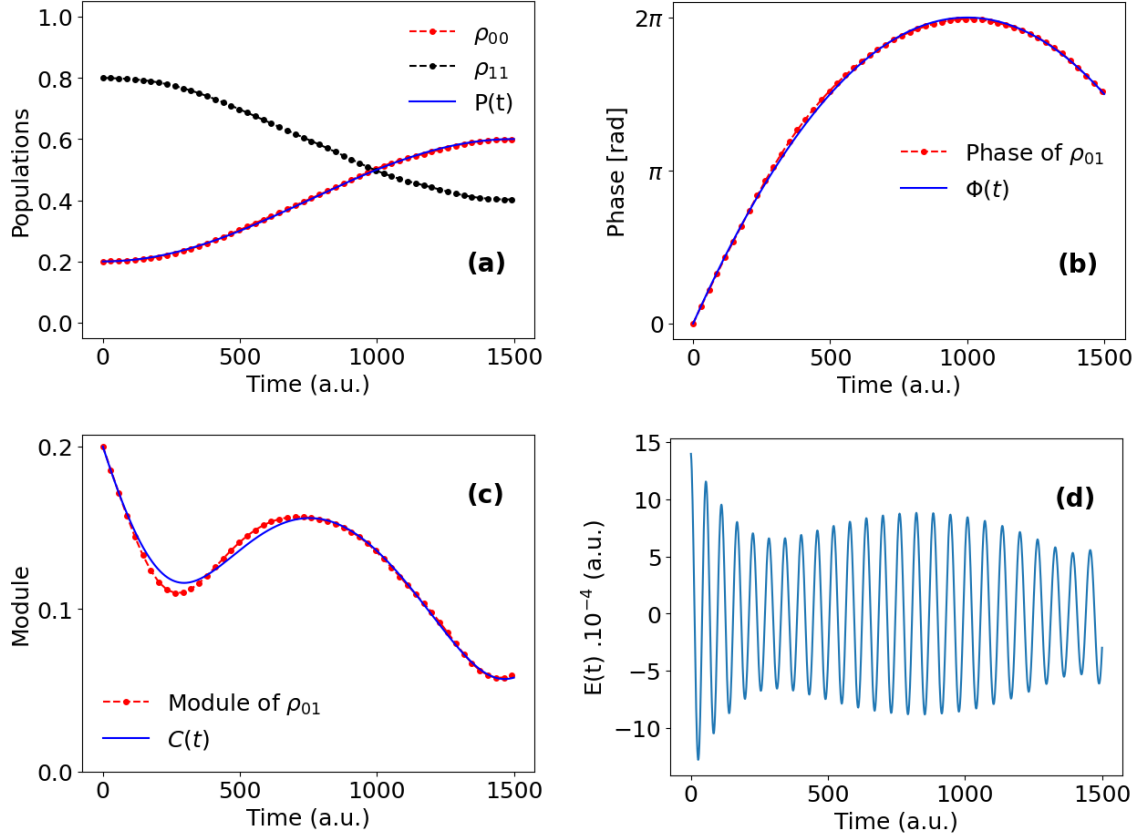 1.0
0.8
0.6
0.4
0.2
0.0
Populations
ρ00
ρ11
P(t)
(a)
0 500 1000 1500
Time (a.u.)
2π
π
0
Phase [rad]
Phase of ρ01
Φ(t)
(b)
0 500 1000 1500
Time (a.u.)
0.2
0.1
0.0
Module
(c)
Module of ρ01
C(t)
0 500 1000 1500
Time (a.u.)
15
10
5
0
−5
−10
E(t) .10⁻⁴ (a.u.)
(d)
0 500 1000 1500
Time (a.u.)